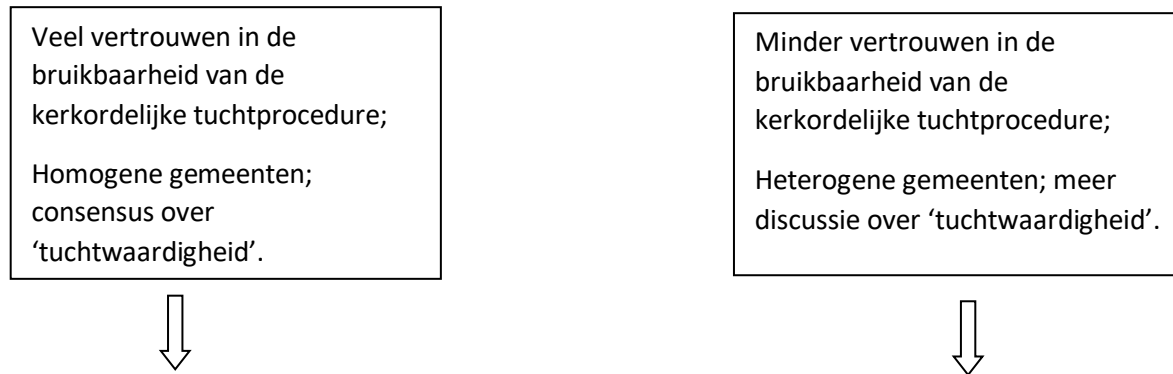 Veel vertrouwen in de
bruikbaarheid van de
kerkordelijke tuchtprocedure;
Homogene gemeenten;
consensus over
‘tuchtwaardigheid’.
Minder vertrouwen in de
bruikbaarheid van de
kerkordelijke tuchtprocedure;
Heterogene gemeenten; meer
discussie over ‘tuchtwaardigheid’.